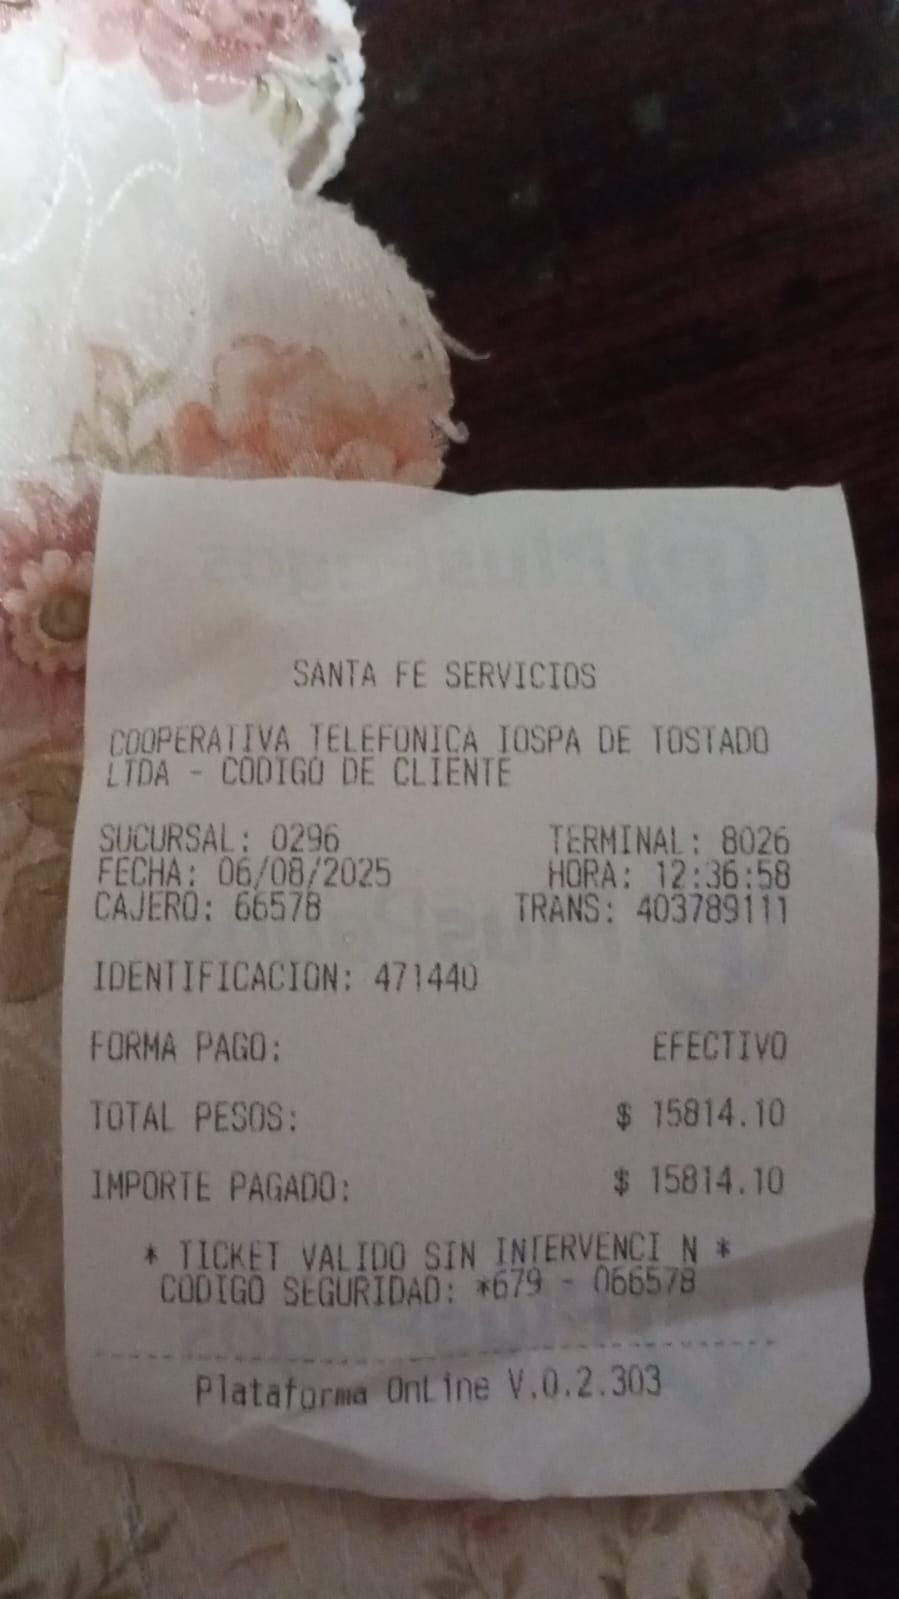 SANTA FE SERVICIOS
COOPERATIVA TELEFONICA IOSPA DE TOSTADO
LTDA - CODIGO DE CLIENTE
SUCURSAL: 0296 TERMINAL: 8026
FECHA: 06/08/2025 HORA: 12:36:58
CAJERO: 66578 TRANS: 403789111
IDENTIFICACION: 471440
FORMA PAGO: EFECTIVO
TOTAL PESOS: $ 15814.10
IMPORTE PAGADO: $ 15814.10
* TICKET VALIDO SIN INTERVENCI N *
CODIGO SEGURIDAD: *679 - 066578
Plataforma OnLine V.0.2.303